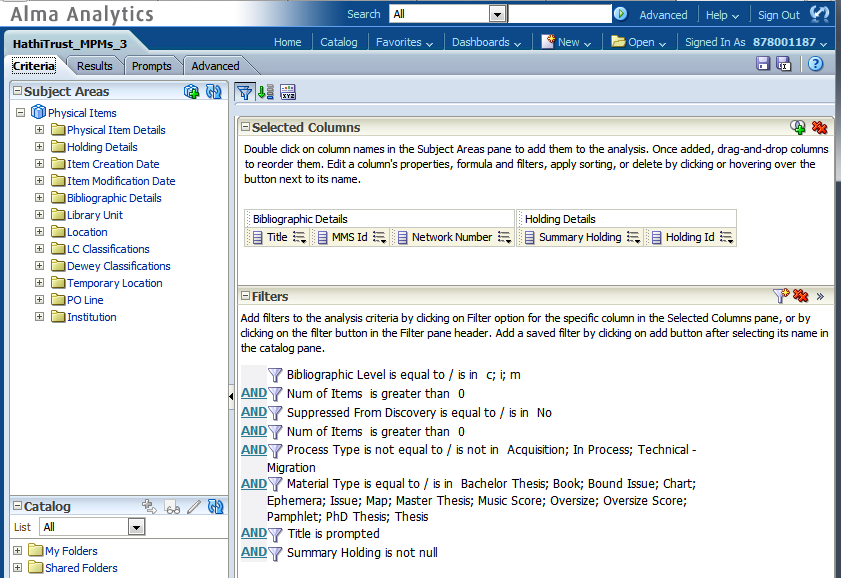 Alma Analytics
Search All Advanced Help Sign Out
HathiTrust_MPMs_3
Home Catalog Favorites Dashboards New Open Signed In As 878001187
Criteria Results Prompts Advanced
Subject Areas
Physical Items
Physical Item Details
Holding Details
Item Creation Date
Item Modification Date
Bibliographic Details
Library Unit
Location
LC Classifications
Dewey Classifications
Temporary Location
PO Line
Institution
Catalog
List All
My Folders
Shared Folders
XYZ
Selected Columns
Double click on column names in the Subject Areas pane to add them to the analysis. Once added, drag-and-drop columns
to reorder them. Edit a column's properties, formula and filters, apply sorting, or delete by clicking or hovering over the
button next to its name.
Bibliographic Details Holding Details
Title MMS Id Network Number Summary Holding Holding Id
Filters
Add filters to the analysis criteria by clicking on Filter option for the specific column in the Selected Columns pane, or by
clicking on the filter button in the Filter pane header. Add a saved filter by clicking on add button after selecting its name in
the catalog pane.
Bibliographic Level is equal to / is in c; i; m
AND Num of Items is greater than 0
AND Suppressed From Discovery is equal to / is in No
AND Num of Items is greater than 0
AND Process Type is not equal to / is not in Acquisition; In Process; Technical -
Migration
AND Material Type is equal to / is in Bachelor Thesis; Book; Bound Issue; Chart;
Ephemera; Issue; Map; Master Thesis; Music Score; Oversize; Oversize Score;
Pamphlet; PhD Thesis; Thesis
AND Title is prompted
AND Summary Holding is not null